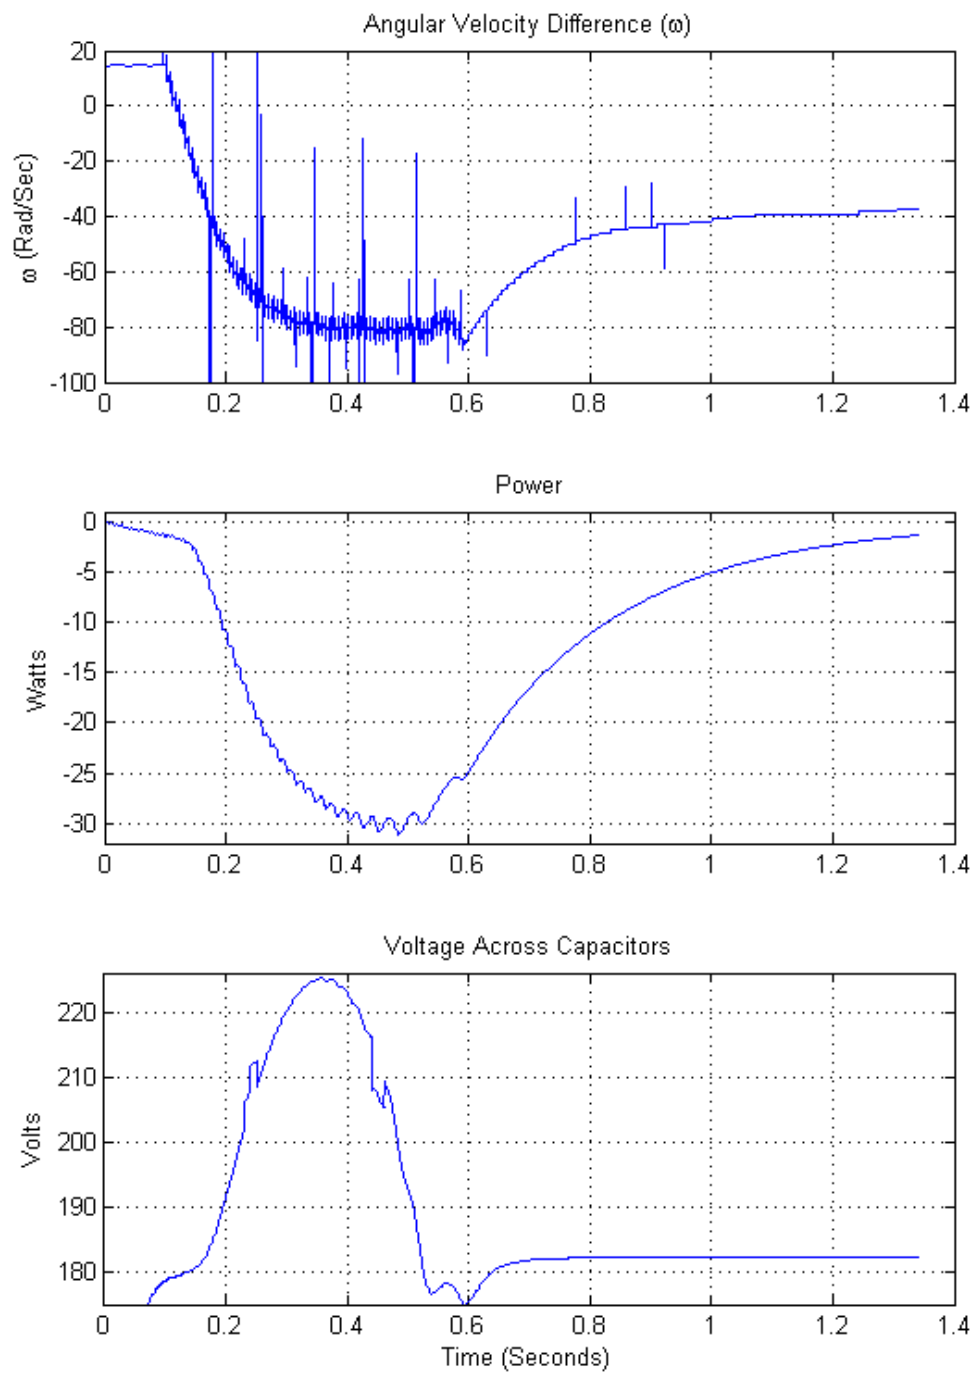 Angular Velocity Difference (ω)
20
0
-20
-40
-60
-80
-100
ω (Rad/Sec)
0 0.2 0.4 0.6 0.8 1 1.2 1.4
Power
0
-5
-10
-15
-20
-25
-30
Watts
0 0.2 0.4 0.6 0.8 1 1.2 1.4
Voltage Across Capacitors
220
210
200
190
180
Volts
0 0.2 0.4 0.6 0.8 1 1.2 1.4
Time (Seconds)